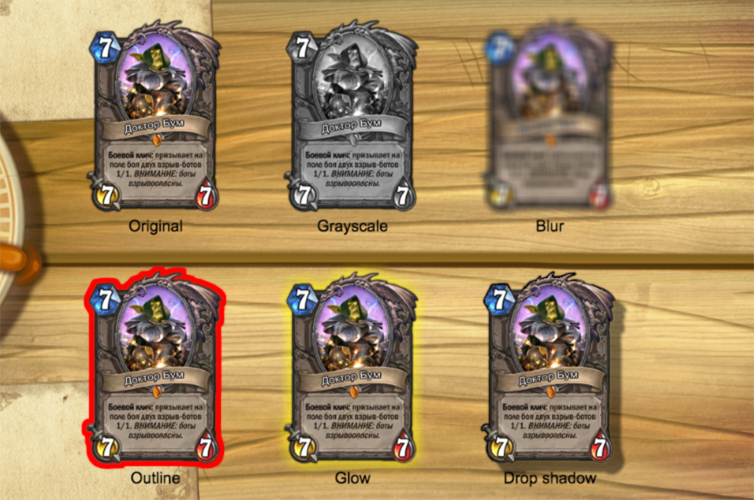 7
Доктор Бум
Боевой клич: призывает на
поле боя двух взрыв-ботов
1/1. ВНИМАНИЕ: боты
взрывоопасны.
7 7
Original
7
Доктор Бум
Боевой клич: призывает на
поле боя двух взрыв-ботов
1/1. ВНИМАНИЕ: боты
взрывоопасны.
7 7
Grayscale
7
Blur
7
Доктор Бум
Боевой клич: призывает на
поле боя двух взрыв-ботов
1/1. ВНИМАНИЕ: боты
взрывоопасны.
7 7
Outline
7
Доктор Бум
Боевой клич: призывает на
поле боя двух взрыв-ботов
1/1. ВНИМАНИЕ: боты
взрывоопасны.
7 7
Glow
7
Доктор Бум
Боевой клич: призывает на
поле боя двух взрыв-ботов
1/1. ВНИМАНИЕ: боты
взрывоопасны.
7 7
Drop shadow